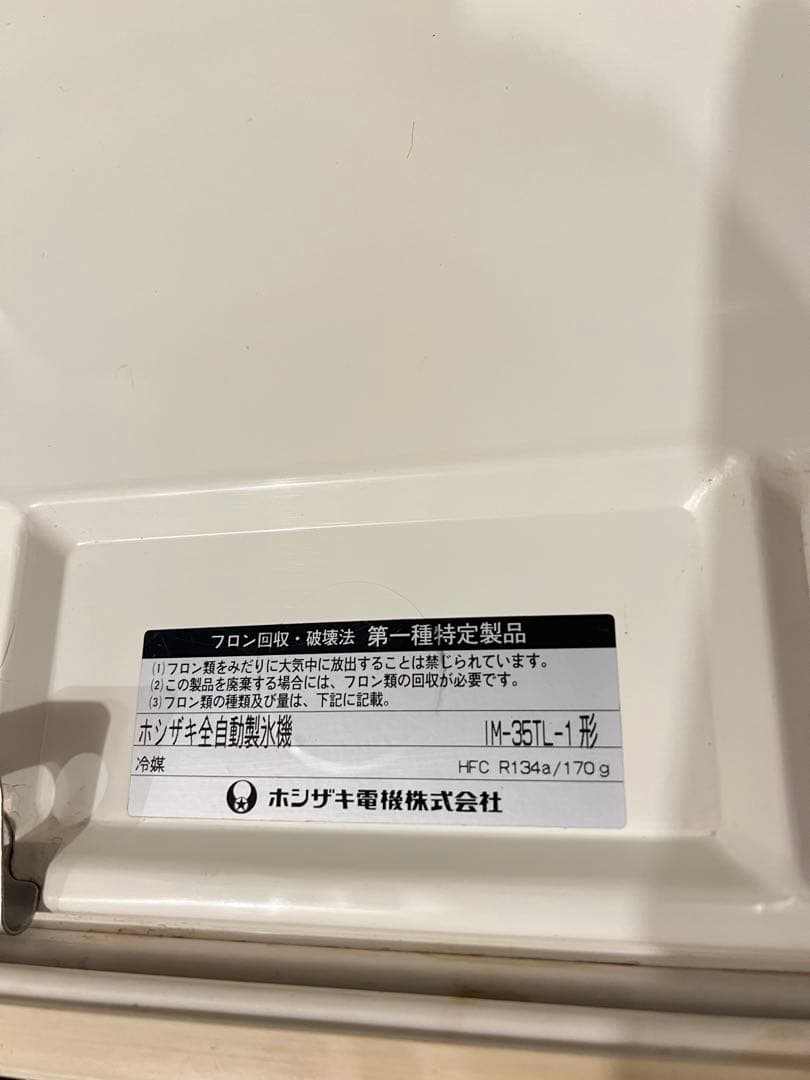 フロン回収・破壊法 第一種特定製品
(1)フロン類をみだりに大気中に放出することは禁じられています。
(2)この製品を廃棄する場合には、フロン類の回収が必要です。
(3)フロン類の種類及び量は、下記に記載。
ホシザキ全自動製氷機 IM-35TL-1形
冷媒 HFC R134a/170g
ホシザキ電機株式会社